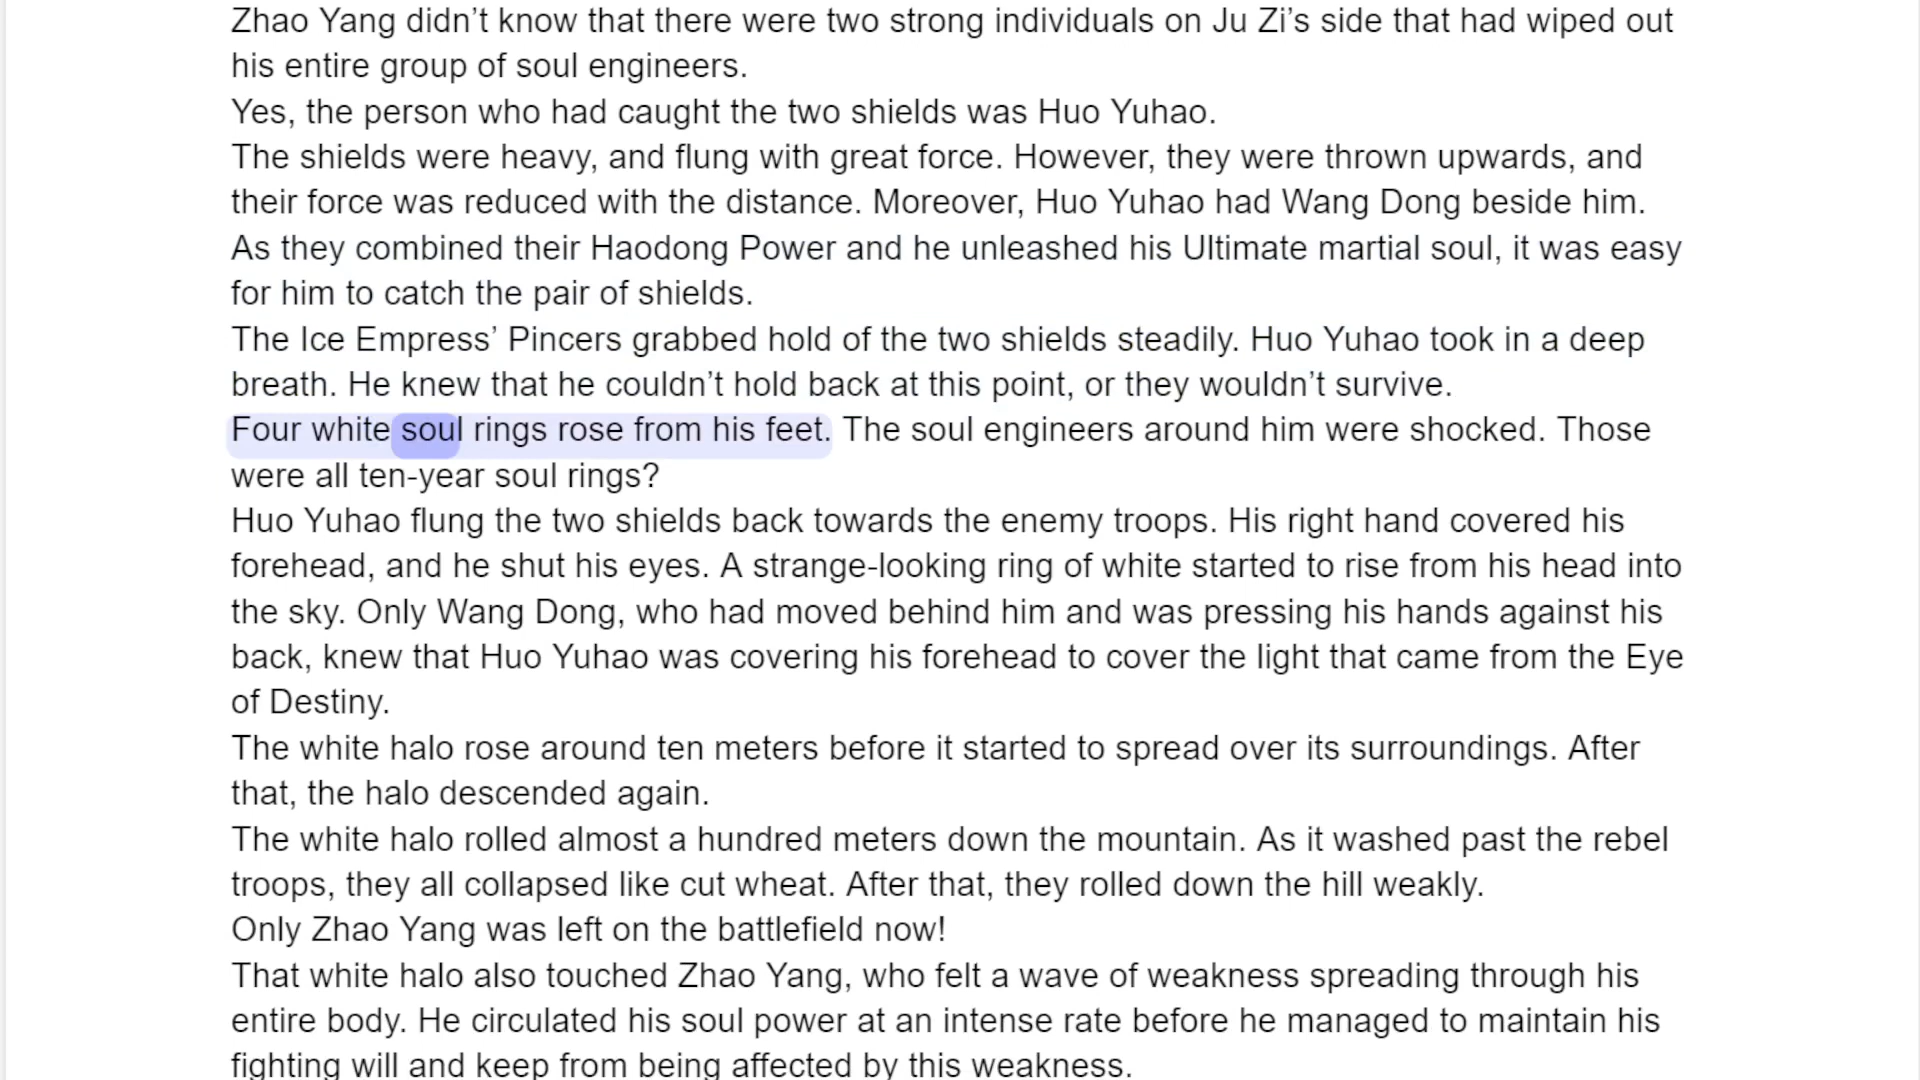 Zhao Yang didn’t know that there were two strong individuals on Ju Zi’s side that had wiped out
his entire group of soul engineers.
Yes, the person who had caught the two shields was Huo Yuhao.
The shields were heavy, and flung with great force. However, they were thrown upwards, and
their force was reduced with the distance. Moreover, Huo Yuhao had Wang Dong beside him.
As they combined their Haodong Power and he unleashed his Ultimate martial soul, it was easy
for him to catch the pair of shields.
The Ice Empress’ Pincers grabbed hold of the two shields steadily. Huo Yuhao took in a deep
breath. He knew that he couldn’t hold back at this point, or they wouldn’t survive.
Four white soul rings rose from his feet. The soul engineers around him were shocked. Those
were all ten-year soul rings?
Huo Yuhao flung the two shields back towards the enemy troops. His right hand covered his
forehead, and he shut his eyes. A strange-looking ring of white started to rise from his head into
the sky. Only Wang Dong, who had moved behind him and was pressing his hands against his
back, knew that Huo Yuhao was covering his forehead to cover the light that came from the Eye
of Destiny.
The white halo rose around ten meters before it started to spread over its surroundings. After
that, the halo descended again.
The white halo rolled almost a hundred meters down the mountain. As it washed past the rebel
troops, they all collapsed like cut wheat. After that, they rolled down the hill weakly.
Only Zhao Yang was left on the battlefield now!
That white halo also touched Zhao Yang, who felt a wave of weakness spreading through his
entire body. He circulated his soul power at an intense rate before he managed to maintain his
fighting will and keep from being affected by this weakness.